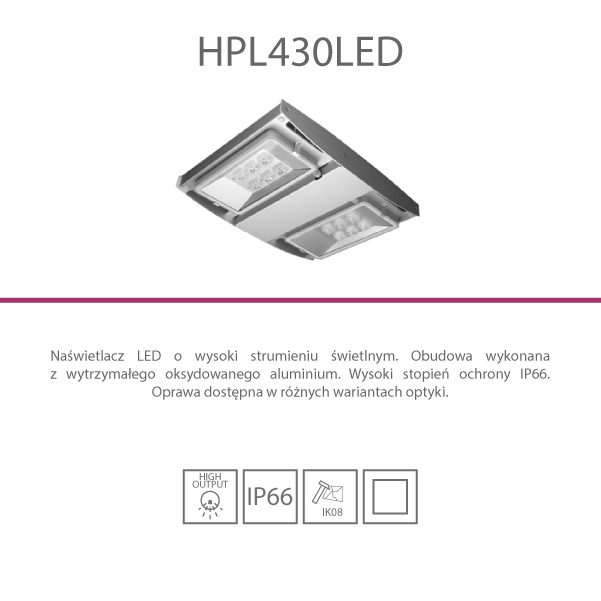 HPL430LED
Naświetlacz LED o wysoki strumieniu świetlnym. Obudowa wykonana
z wytrzymałego oksydowanego aluminium. Wysoki stopień ochrony IP66.
Oprawa dostępna w różnych wariantach optyki.
HIGH
OUTPUT
IP66
IK08